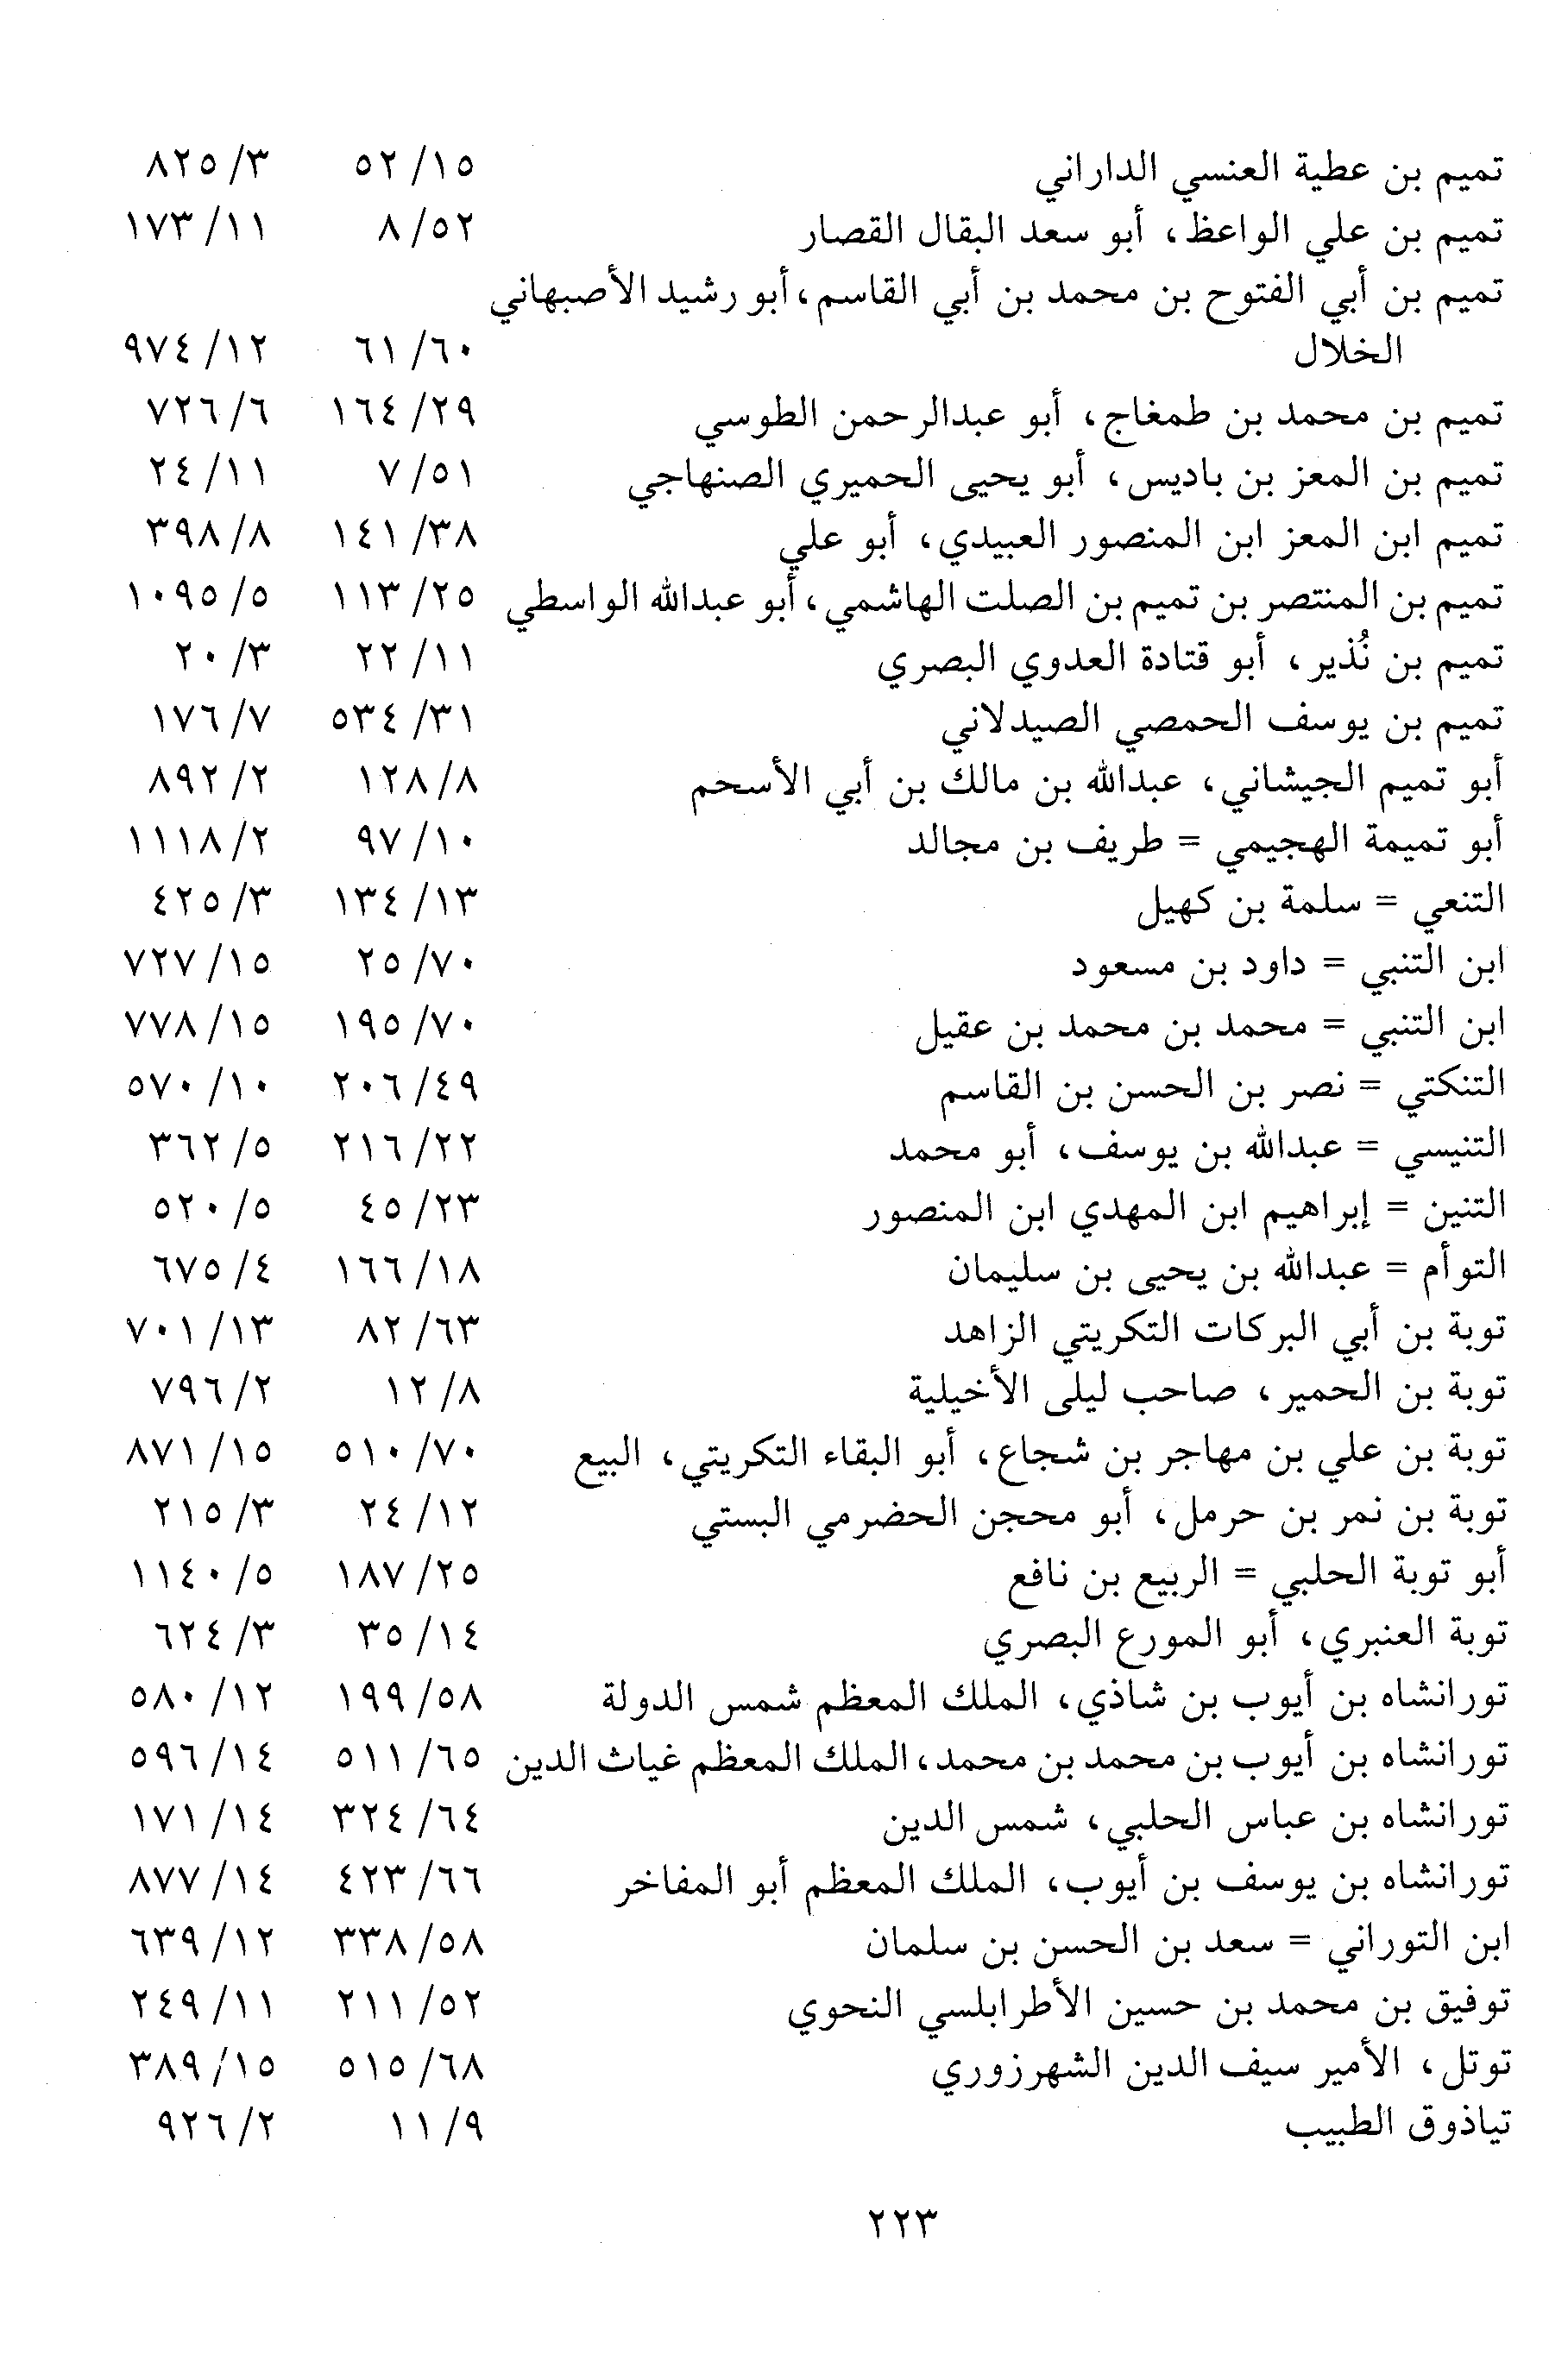 تميم بن عطية العنسي الداراني ٥٢/١٥ ٨٢٥/٣
تميم بن علي الواعظ، أبو سعد البقال القصار ٨/٥٢ ١٧٣/١١
تميم بن أبي الفتوح بن محمد بن أبي القاسم، أبو رشيد الأصبهاني
الخلال ٦١/٦٠ ٩٧٤/١٢
تميم بن محمد بن طمغاج، أبو عبدالرحمن الطوسي ١٦٤/٢٩ ٧٢٦/٦
تميم بن المعز بن باديس، أبو يحيى الحميري الصنهاجي ٧/٥١ ٢٤/١١
تميم ابن المعز ابن المنصور العبيدي، أبو علي ١٤١/٣٨ ٣٩٨/٨
تميم بن المنتصر بن تميم بن الصلت الهاشمي، أبو عبدالله الواسطي ١١٣/٢٥ ١٠٩٥/٥
تميم بن نُذير، أبو قتادة العدوي البصري ٢٢/١١ ٢٠/٣
تميم بن يوسف الحمصي الصيدلاني ٥٣٤/٣١ ١٧٦/٧
أبو تميم الجيشاني، عبدالله بن مالك بن أبي الأسحم ١٢٨/٨ ٨٩٢/٢
أبو تميمة الهجيمي = طريف بن مجالد ٩٧/١٠ ١١١٨/٢
التنعي = سلمة بن كهيل ١٣٤/١٣ ٤٢٥/٣
ابن التنبي = داود بن مسعود ٢٥/٧٠ ٧٢٧/١٥
ابن التنبي = محمد بن محمد بن عقيل ١٩٥/٧٠ ٧٧٨/١٥
التنكتي = نصر بن الحسن بن القاسم ٢٠٦/٤٩ ٥٧٠/١٠
التنيسي = عبدالله بن يوسف، أبو محمد ٢١٦/٢٢ ٣٦٢/٥
التنين = إبراهيم ابن المهدي ابن المنصور ٤٥/٢٣ ٥٢٠/٥
التوأم = عبدالله بن يحيى بن سليمان ١٦٦/١٨ ٦٧٥/٤
توبة بن أبي البركات التكريتي الزاهد ٨٢/٦٣ ٧٠١/١٣
توبة بن الحمير، صاحب ليلى الأخيلية ١٢/٨ ٧٩٦/٢
توبة بن علي بن مهاجر بن شجاع، أبو البقاء التكريتي، البيع ٥١٠/٧٠ ٨٧١/١٥
توبة بن نمر بن حرمل، أبو محجن الحضرمي البستي ٢٤/١٢ ٢١٥/٣
أبو توبة الحلبي = الربيع بن نافع ١٨٧/٢٥ ١١٤٠/٥
توبة العنبري، أبو المورع البصري ٣٥/١٤ ٦٢٤/٣
تورانشاه بن أيوب بن شاذي، الملك المعظم شمس الدولة ١٩٩/٥٨ ٥٨٠/١٢
تورانشاه بن أيوب بن محمد بن محمد، الملك المعظم غياث الدين ٥١١/٦٥ ٥٩٦/١٤
تورانشاه بن عباس الحلبي، شمس الدين ٣٢٤/٦٤ ١٧١/١٤
تورانشاه بن يوسف بن أيوب، الملك المعظم أبو المفاخر ٤٢٣/٦٦ ٨٧٧/١٤
ابن التوراني = سعد بن الحسن بن سلمان ٣٣٨/٥٨ ٦٣٩/١٢
توفيق بن محمد بن حسين الأطرابلسي النحوي ٢١١/٥٢ ٢٤٩/١١
توتل، الأمير سيف الدين الشهرزوري ٥١٥/٦٨ ٣٨٩/١٥
تياذوق الطبيب ١١/٩ ٩٢٦/٢
٢٢٣